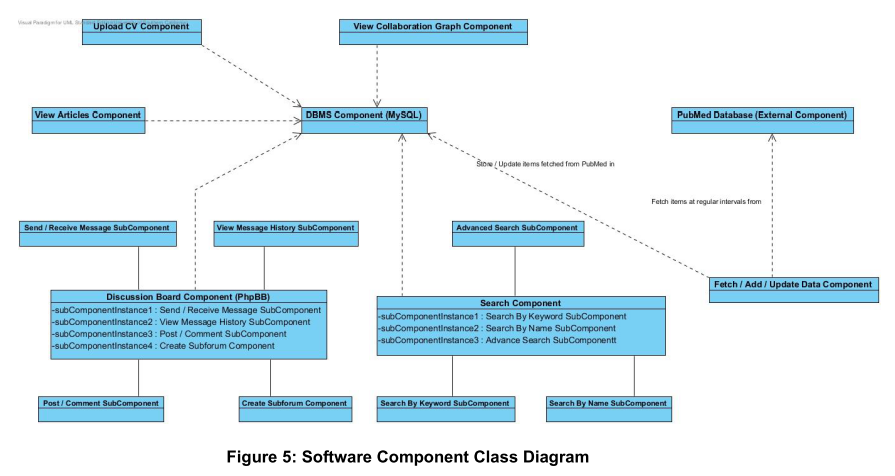 Visual Paradigm for UML
Upload CV Component
View Collaboration Graph Component
View Articles Component
DBMS Component (MySQL)
PubMed Database (External Component)
Store / Update items fetched from PubMed in
Fetch items at regular intervals from
Send / Receive Message SubComponent
View Message History SubComponent
Advanced Search SubComponent
Fetch / Add / Update Data Component
Discussion Board Component (PhpBB)
-subComponentInstance1 : Send / Receive Message SubComponent
-subComponentInstance2 : View Message History SubComponent
-subComponentInstance3 : Post / Comment SubComponent
-subComponentInstance4 : Create Subforum Component
Search Component
-subComponentInstance1 : Search By Keyword SubComponent
-subComponentInstance2 : Search By Name SubComponent
-subComponentInstance3 : Advance Search SubComponentt
Post / Comment SubComponent
Create Subforum Component
Search By Keyword SubComponent
Search By Name SubComponent
Figure 5: Software Component Class Diagram